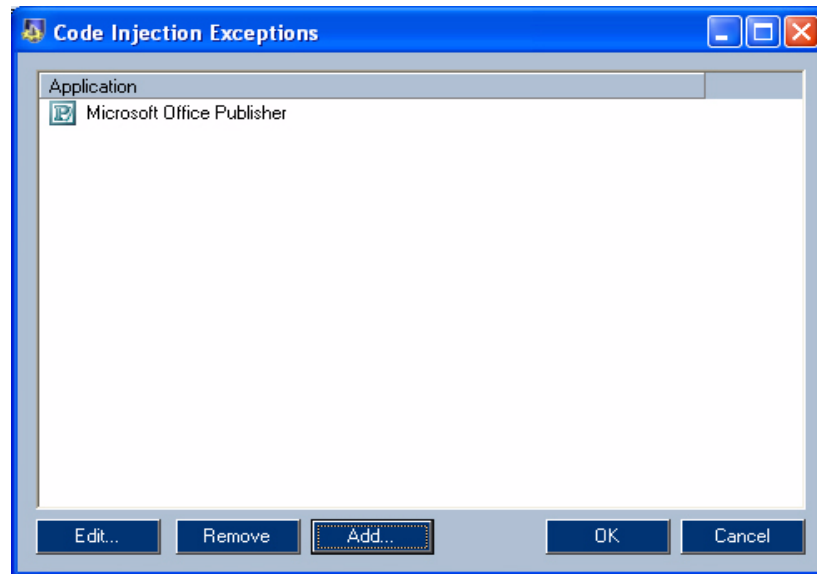 Code Injection Exceptions
Application
Microsoft Office Publisher
Edit... Remove Add... OK Cancel